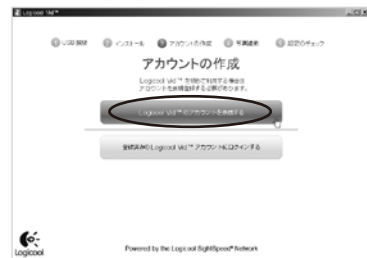 Logicool Vid™
① USB 接続 ② インストール ③ アカウントの作成 ④ 写真撮影 ⑤ 設定のチェック
アカウントの作成
Logicool Vid™ を初めて利用する場合は
アカウントを新規登録する必要があります。
Logicool Vid™ のアカウントを作成する
登録済みの Logicool Vid™ アカウントにログインする
Logicool
Powered by the Logicool SightSpeed® Network